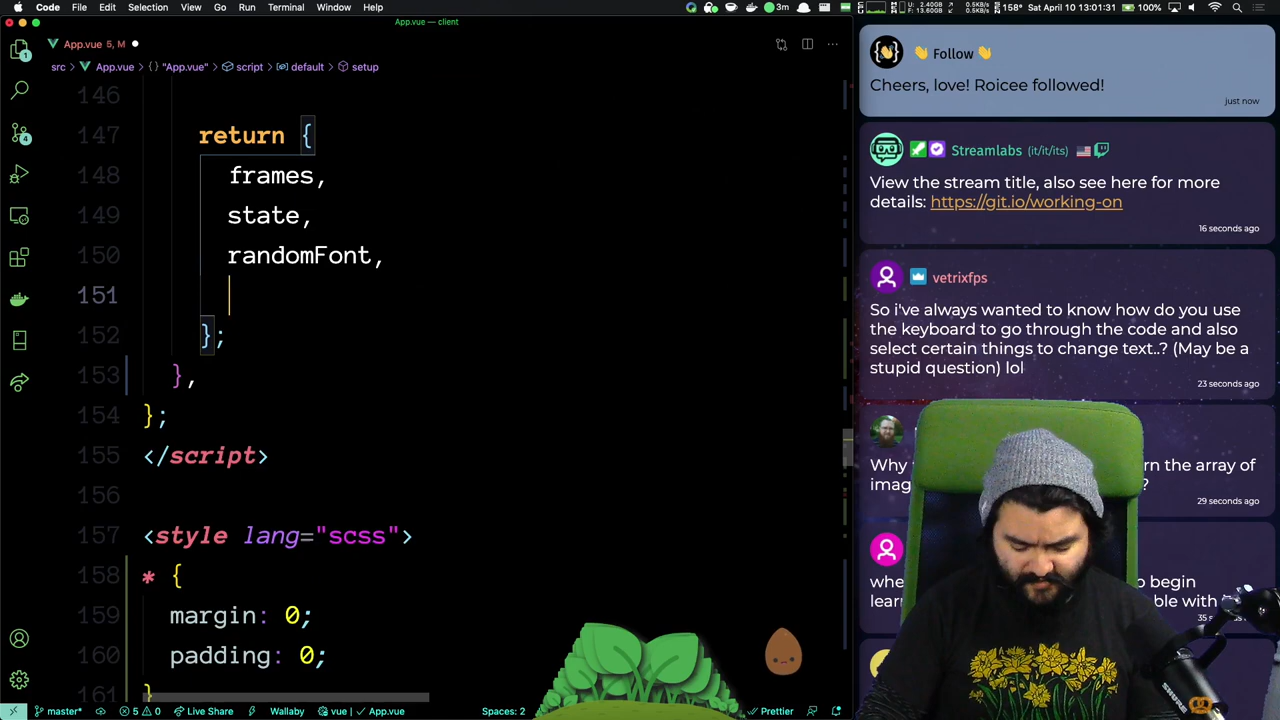 Code File Edit Selection View Go Run Terminal Window Help
3m 158° Sat April 10 13:01:31 100%
App.vue — client
App.vue 5, M
src App.vue {} "App.vue" script default setup
146
147 return {
148 frames,
149 state,
150 randomFont,
151
152 };
153 },
154 };
155 </script>
156
157 <style lang="scss">
158 * {
159 margin: 0;
160 padding: 0;
161 }
master* 5 0 Live Share Wallaby vue | ✓ App.vue Spaces: 2 Prettier
👋 Follow 👋
Cheers, love! Roicee followed!
just now
Streamlabs (it/it/its)
View the stream title, also see here for more
details: https://git.io/working-on
16 seconds ago
vetrixfps
So i've always wanted to know how do you use
the keyboard to go through the code and also
select certain things to change text..? (May be a
stupid question) lol
23 seconds ago
Why
rn the array of
imag
?
29 seconds ago
whe
o begin
learn
ble with
35 s